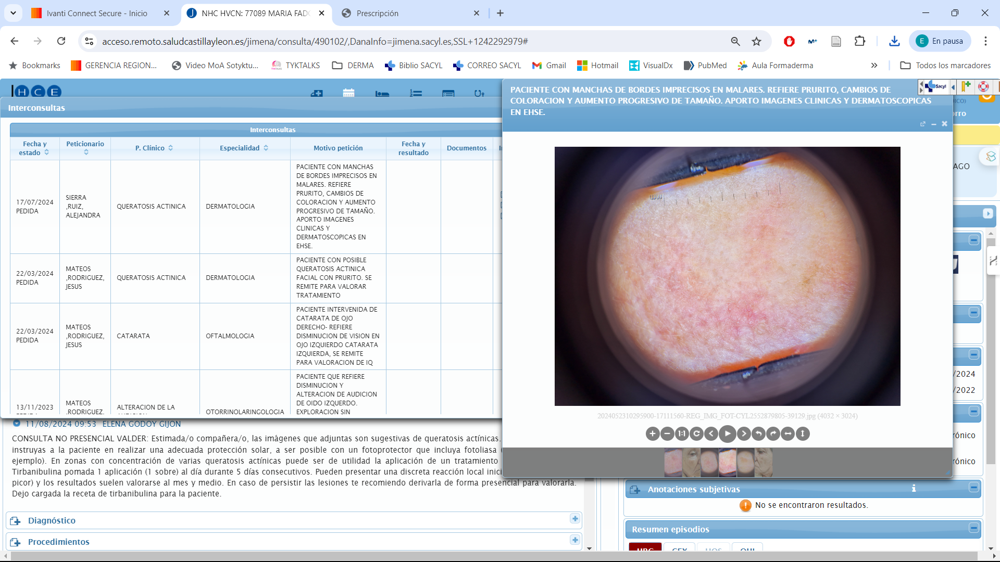 Ivanti Connect Secure - Inicio
NHC HVCN: 77089 MARIA FAD
Prescripción
acceso.remoto.saludcastillayleon.es/jimena/consulta/490102/,DanaInfo=jimena.sacyl.es,SSL+1242292979#
E En pausa
Bookmarks
GERENCIA REGION...
Video MoA Sotyktu...
TYKTALKS
DERMA
Biblio SACYL
CORREO SACYL
Gmail
Hotmail
VisualDx
PubMed
Aula Formaderma
Todos los marcadores
HCE
Interconsultas
Interconsultas
Fecha y estado
Peticionario
P. Clínico
Especialidad
Motivo petición
Fecha y resultado
Documentos
17/07/2024
PEDIDA
SIERRA
,RUIZ,
ALEJANDRA
QUERATOSIS ACTINICA
DERMATOLOGIA
PACIENTE CON MANCHAS
DE BORDES IMPRECISOS EN
MALARES. REFIERE
PRURITO, CAMBIOS DE
COLORACION Y AUMENTO
PROGRESIVO DE TAMAÑO.
APORTO IMAGENES
CLINICAS Y
DERMATOSCOPICAS EN
EHSE.
22/03/2024
PEDIDA
MATEOS
,RODRIGUEZ,
JESUS
QUERATOSIS ACTINICA
DERMATOLOGIA
PACIENTE CON POSIBLE
QUERATOSIS ACTINICA
FACIAL CON PRURITO. SE
REMITE PARA VALORAR
TRATAMIENTO
22/03/2024
PEDIDA
MATEOS
,RODRIGUEZ,
JESUS
CATARATA
OFTALMOLOGIA
PACIENTE INTERVENIDA DE
CATARATA DE OJO
DERECHO- REFIERE
DISMINUCION DE VISION EN
OJO IZQUIERDO CATARATA
IZQUIERDA, SE REMITE
PARA VALORACION DE IQ
13/11/2023
MATEOS
,RODRIGUEZ,
ALTERACION DE LA
OTORRINOLARINGOLOGIA
PACIENTE QUE REFIERE
DISMINUCION Y
ALTERACION DE AUDICION
DE OIDO IZQUERDO.
EXPLORACION SIN
PACIENTE CON MANCHAS DE BORDES IMPRECISOS EN MALARES. REFIERE PRURITO, CAMBIOS DE
COLORACION Y AUMENTO PROGRESIVO DE TAMAÑO. APORTO IMAGENES CLINICAS Y DERMATOSCOPICAS
EN EHSE.
2024052310295900-17111560-REG_IMG_FOT-CYL2552879805-39129.jpg (4032 × 3024)
1:1
Sacyl
ICO)
orro
AGO
/2024
/2022
rónico
rónico
11/08/2024 09:53 ELENA GODOY GIJON
CONSULTA NO PRESENCIAL VALDER: Estimada/o compañera/o, las imágenes que adjuntas son sugestivas de queratosis actínicas.
instruyas a la paciente en realizar una adecuada protección solar, a ser posible con un fotoprotector que incluya fotoliasa (
ejemplo). En zonas con concentración de varias queratosis actínicas puede ser de utilidad la aplicación de un tratamiento
Tirbanibulina pomada 1 aplicación (1 sobre) al día durante 5 días consecutivos. Pueden presentar una discreta reacción local inici
picor) y los resultados suelen valorarse al mes y medio. En caso de persistir las lesiones te recomiendo derivarla de forma presencial para valorarla.
Dejo cargada la receta de tirbanibulina para la paciente.
Diagnóstico
Procedimientos
Anotaciones subjetivas
No se encontraron resultados.
Resumen episodios
URG
CEX
HOS
QUI